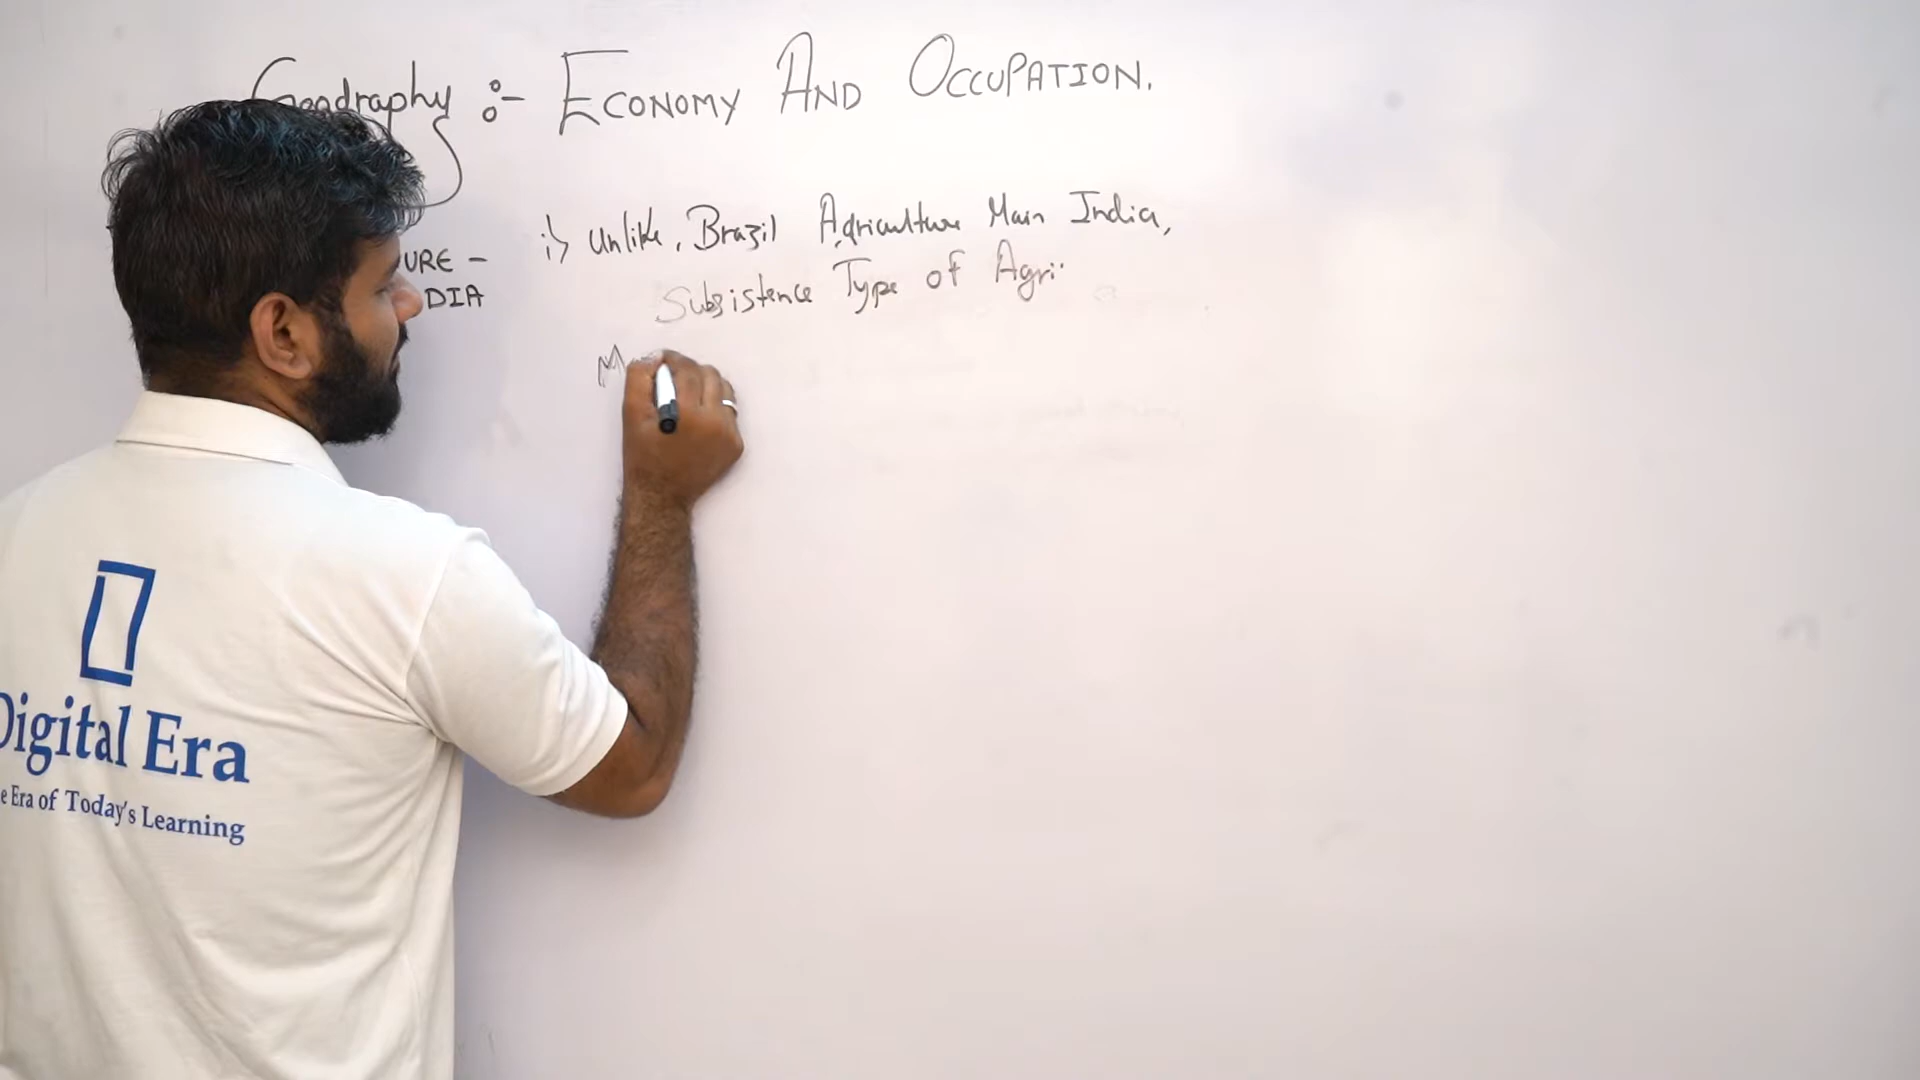 Geography :- ECONOMY AND OCCUPATION.
URE -
DIA
i> Unlike, Brazil Agriculture Main India,
Subsistence Type of Agri.
Digital Era
e Era of Today's Learning